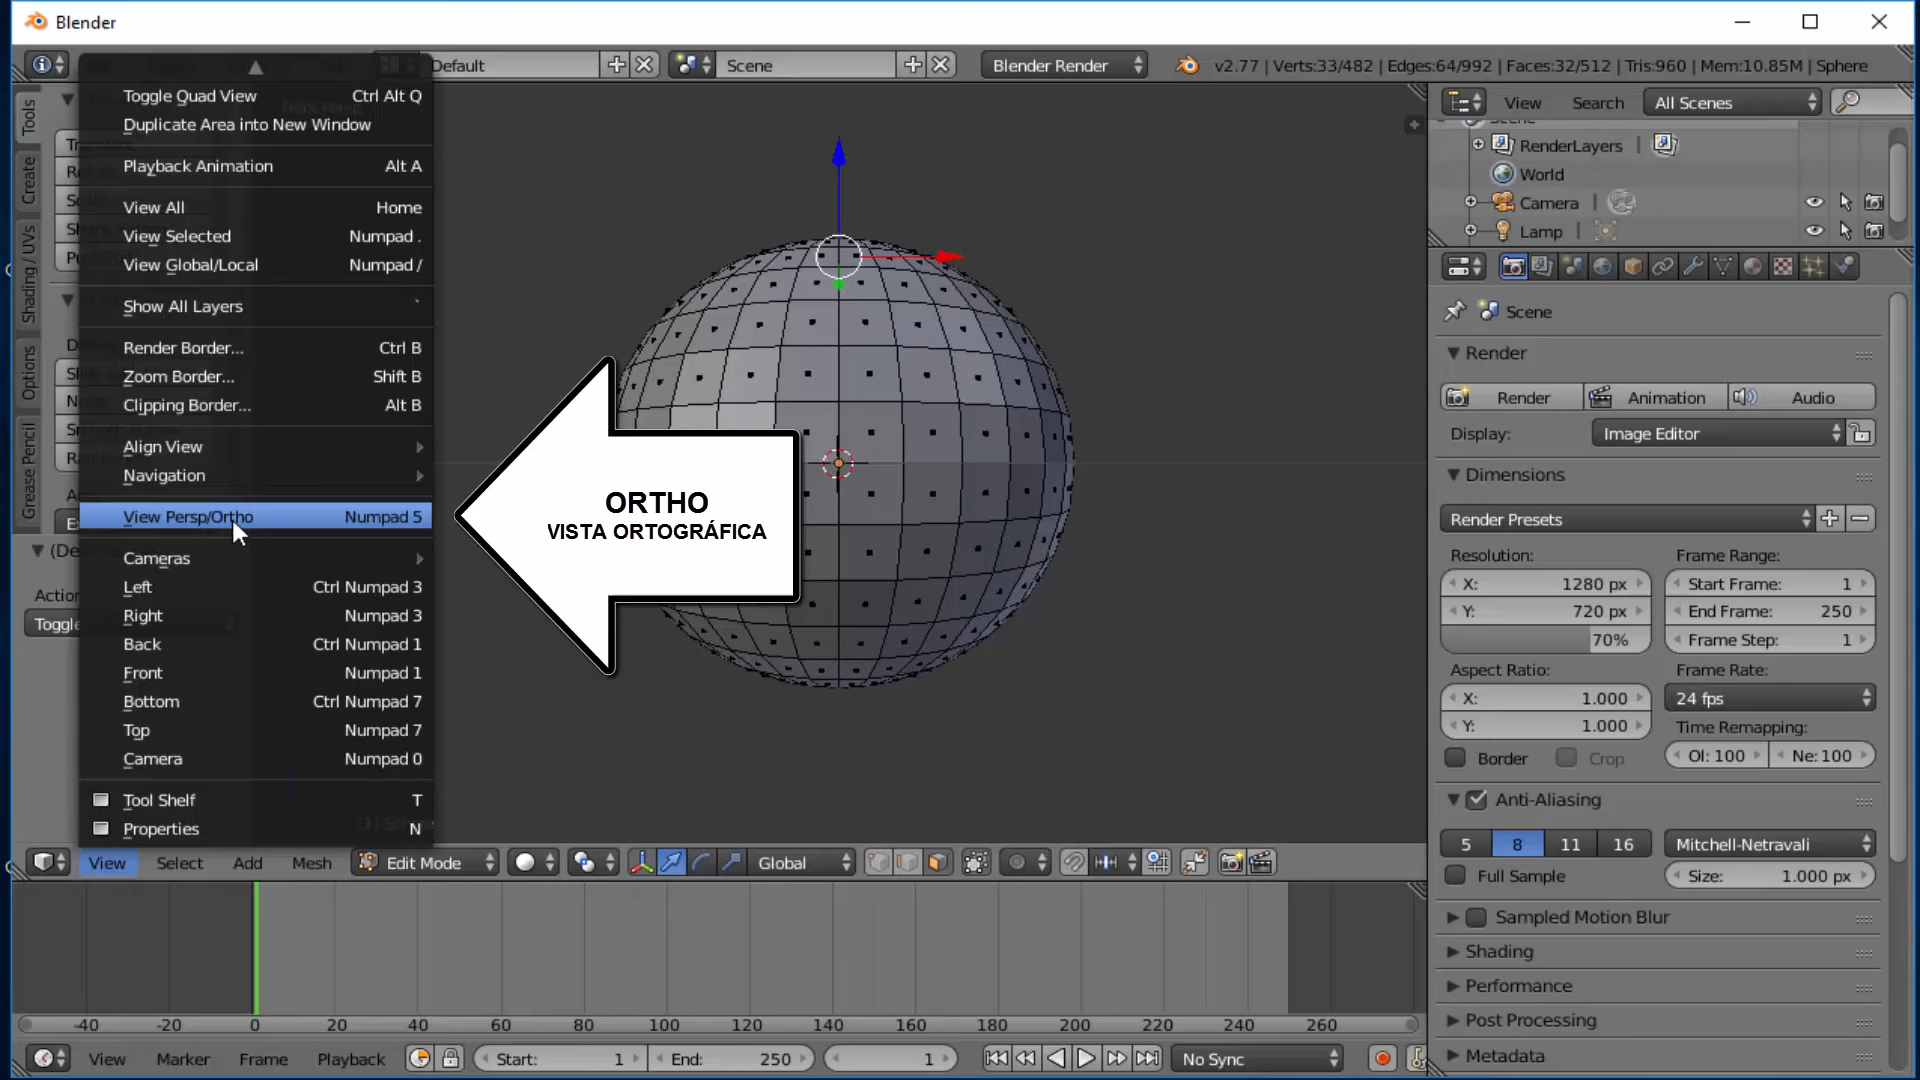 Blender
Default
Scene
Blender Render
v2.77 | Verts:33/482 | Edges:64/992 | Faces:32/512 | Tris:960 | Mem:10.85M | Sphere
Toggle Quad View Ctrl Alt Q
Duplicate Area into New Window
Playback Animation Alt A
View All Home
View Selected Numpad .
View Global/Local Numpad /
Show All Layers `
Render Border... Ctrl B
Zoom Border... Shift B
Clipping Border... Alt B
Align View
Navigation
View Persp/Ortho Numpad 5
Cameras
Left Ctrl Numpad 3
Right Numpad 3
Back Ctrl Numpad 1
Front Numpad 1
Bottom Ctrl Numpad 7
Top Numpad 7
Camera Numpad 0
Tool Shelf T
Properties N
Tools
Create
Shading / UVs
Options
Grease Pencil
Toggle
ORTHO
VISTA ORTOGRÁFICA
View Select Add Mesh Edit Mode Global
-40 -20 0 20 40 60 80 100 120 140 160 180 200 220 240 260
View Marker Frame Playback Start: 1 End: 250 1 No Sync
View Search All Scenes
Scene
RenderLayers |
World
Camera |
Lamp |
Scene
Render
Render Animation Audio
Display: Image Editor
Dimensions
Render Presets
Resolution: Frame Range:
X: 1280 px Start Frame: 1
Y: 720 px End Frame: 250
70% Frame Step: 1
Aspect Ratio: Frame Rate:
X: 1.000 24 fps
Y: 1.000 Time Remapping:
Border Crop Ol: 100 Ne: 100
Anti-Aliasing
5 8 11 16 Mitchell-Netravali
Full Sample Size: 1.000 px
Sampled Motion Blur
Shading
Performance
Post Processing
Metadata